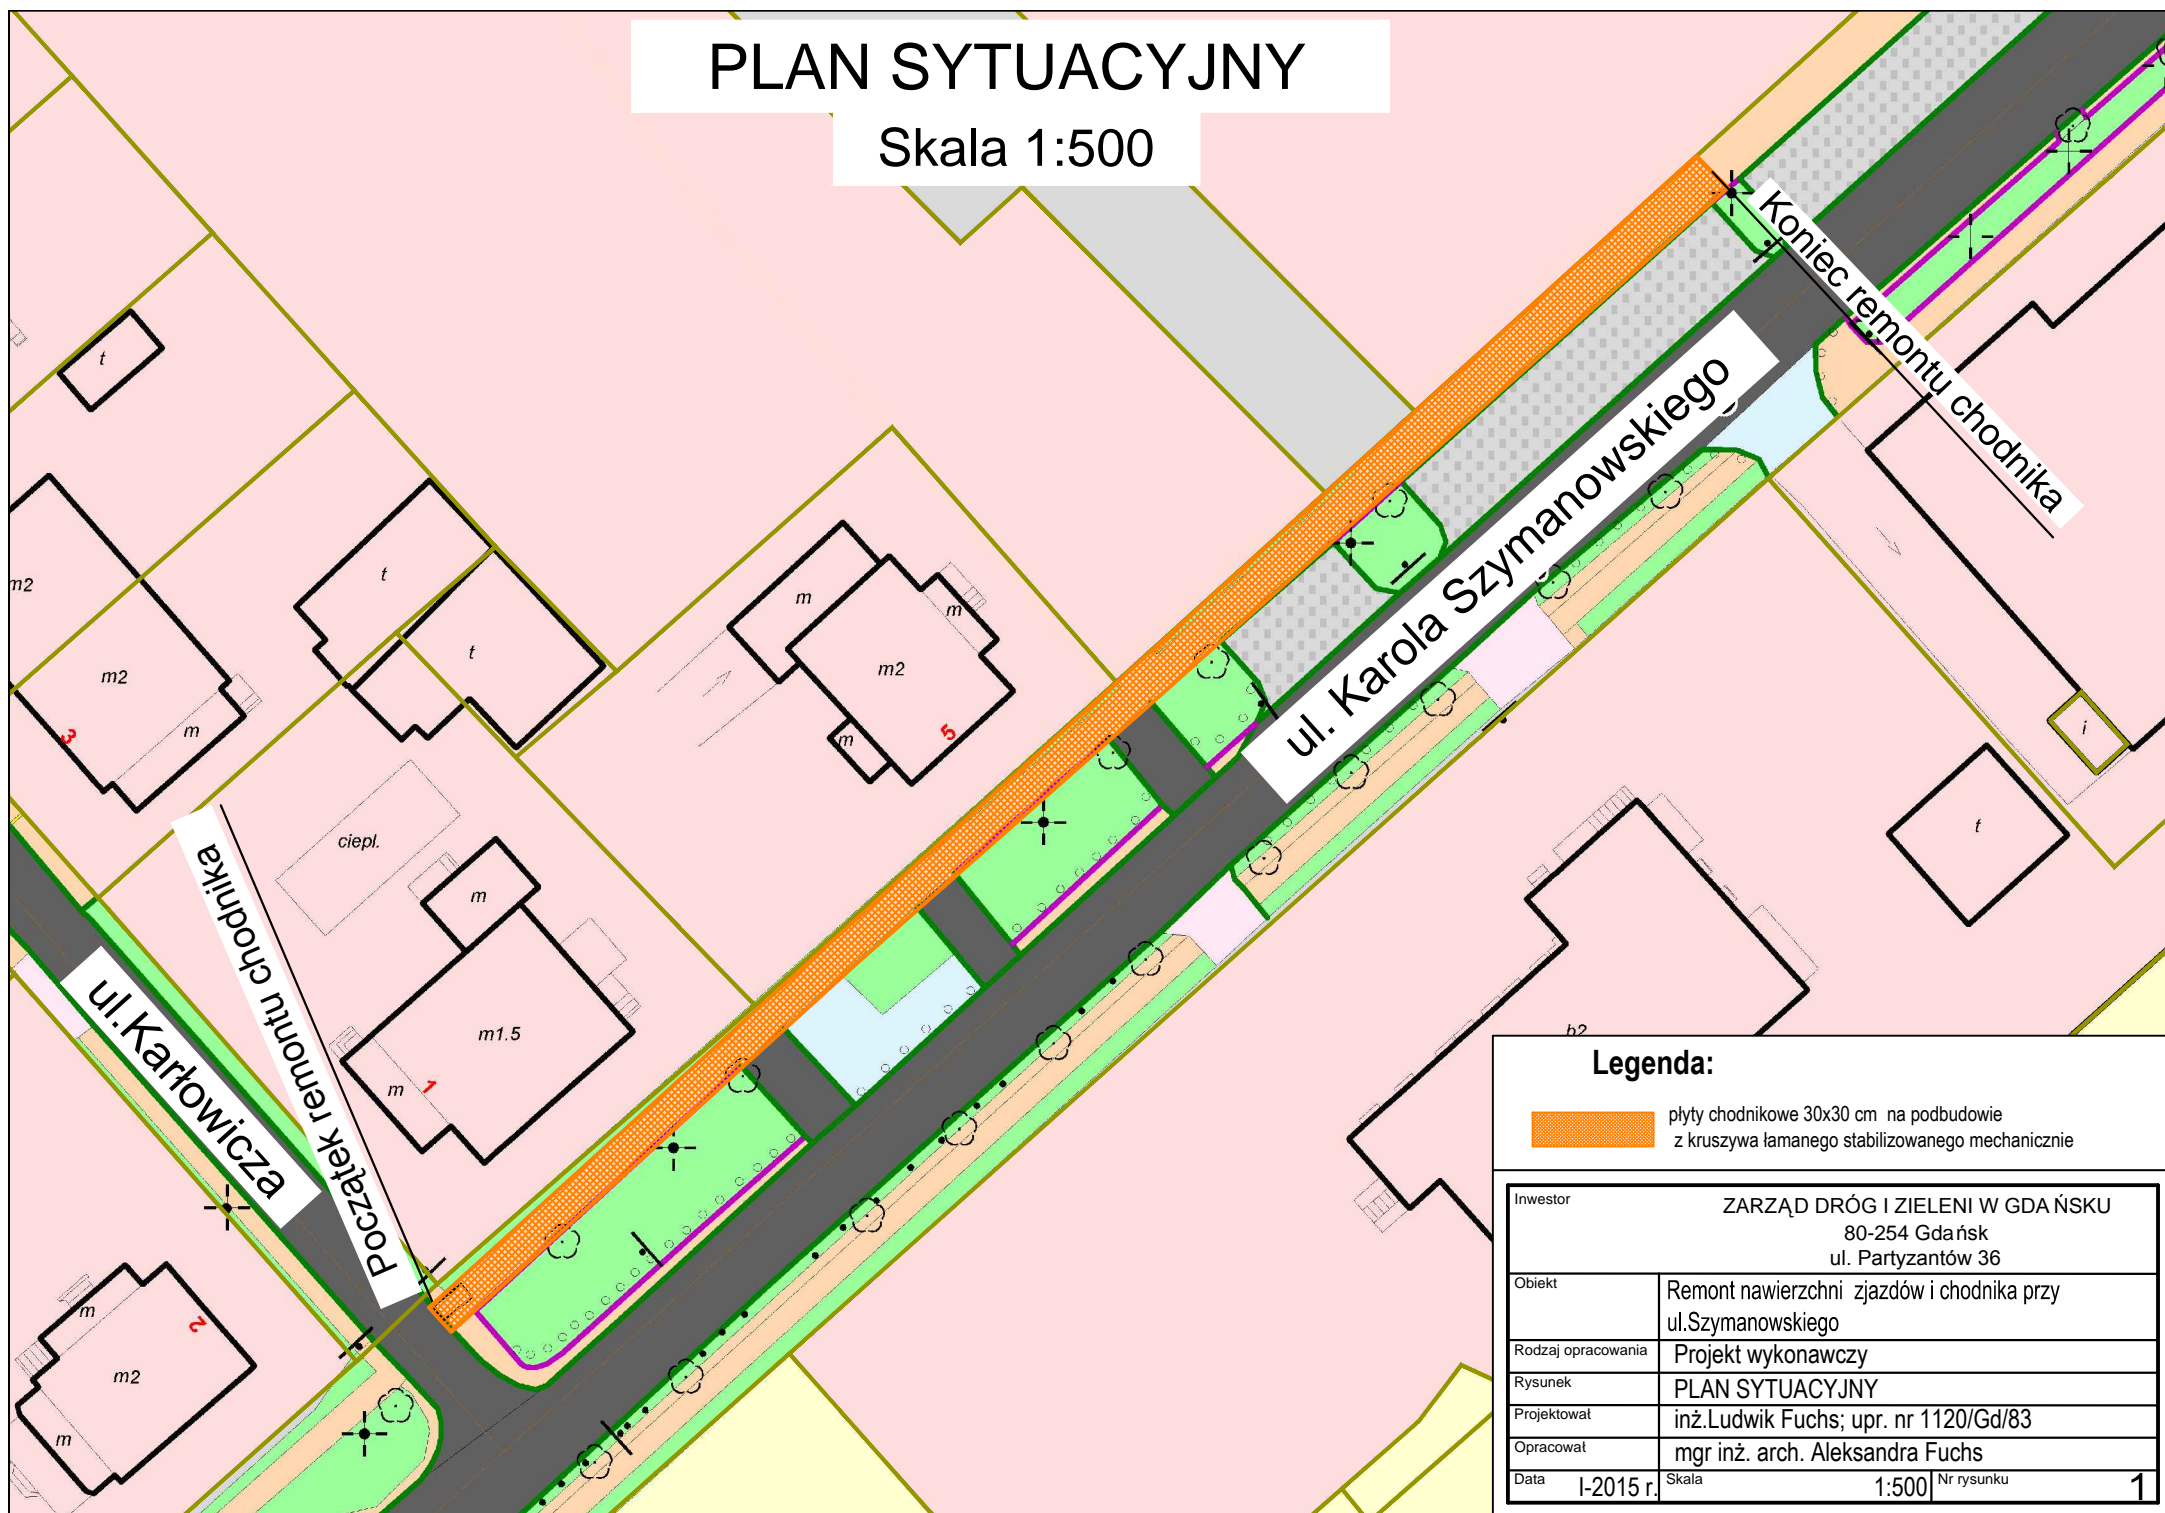 PLAN SYTUACYJNY
Skala 1:500
Koniec remontu chodnika
ul. Karola Szymanowskiego
Początek remontu chodnika
ul.Karłowicza
t
m2
m2
m
3
t
t
m
m2
m
m
5
ciepl.
m
m1.5
m
1
m
m2
m
2
i
t
b2
Legenda:
płyty chodnikowe 30x30 cm na podbudowie
z kruszywa łamanego stabilizowanego mechanicznie
Inwestor
ZARZĄD DRÓG I ZIELENI W GDAŃSKU
80-254 Gdańsk
ul. Partyzantów 36
Obiekt
Remont nawierzchni zjazdów i chodnika przy
ul.Szymanowskiego
Rodzaj opracowania Projekt wykonawczy
Rysunek PLAN SYTUACYJNY
Projektował inż.Ludwik Fuchs; upr. nr 1120/Gd/83
Opracował mgr inż. arch. Aleksandra Fuchs
Data I-2015 r. Skala 1:500 Nr rysunku 1